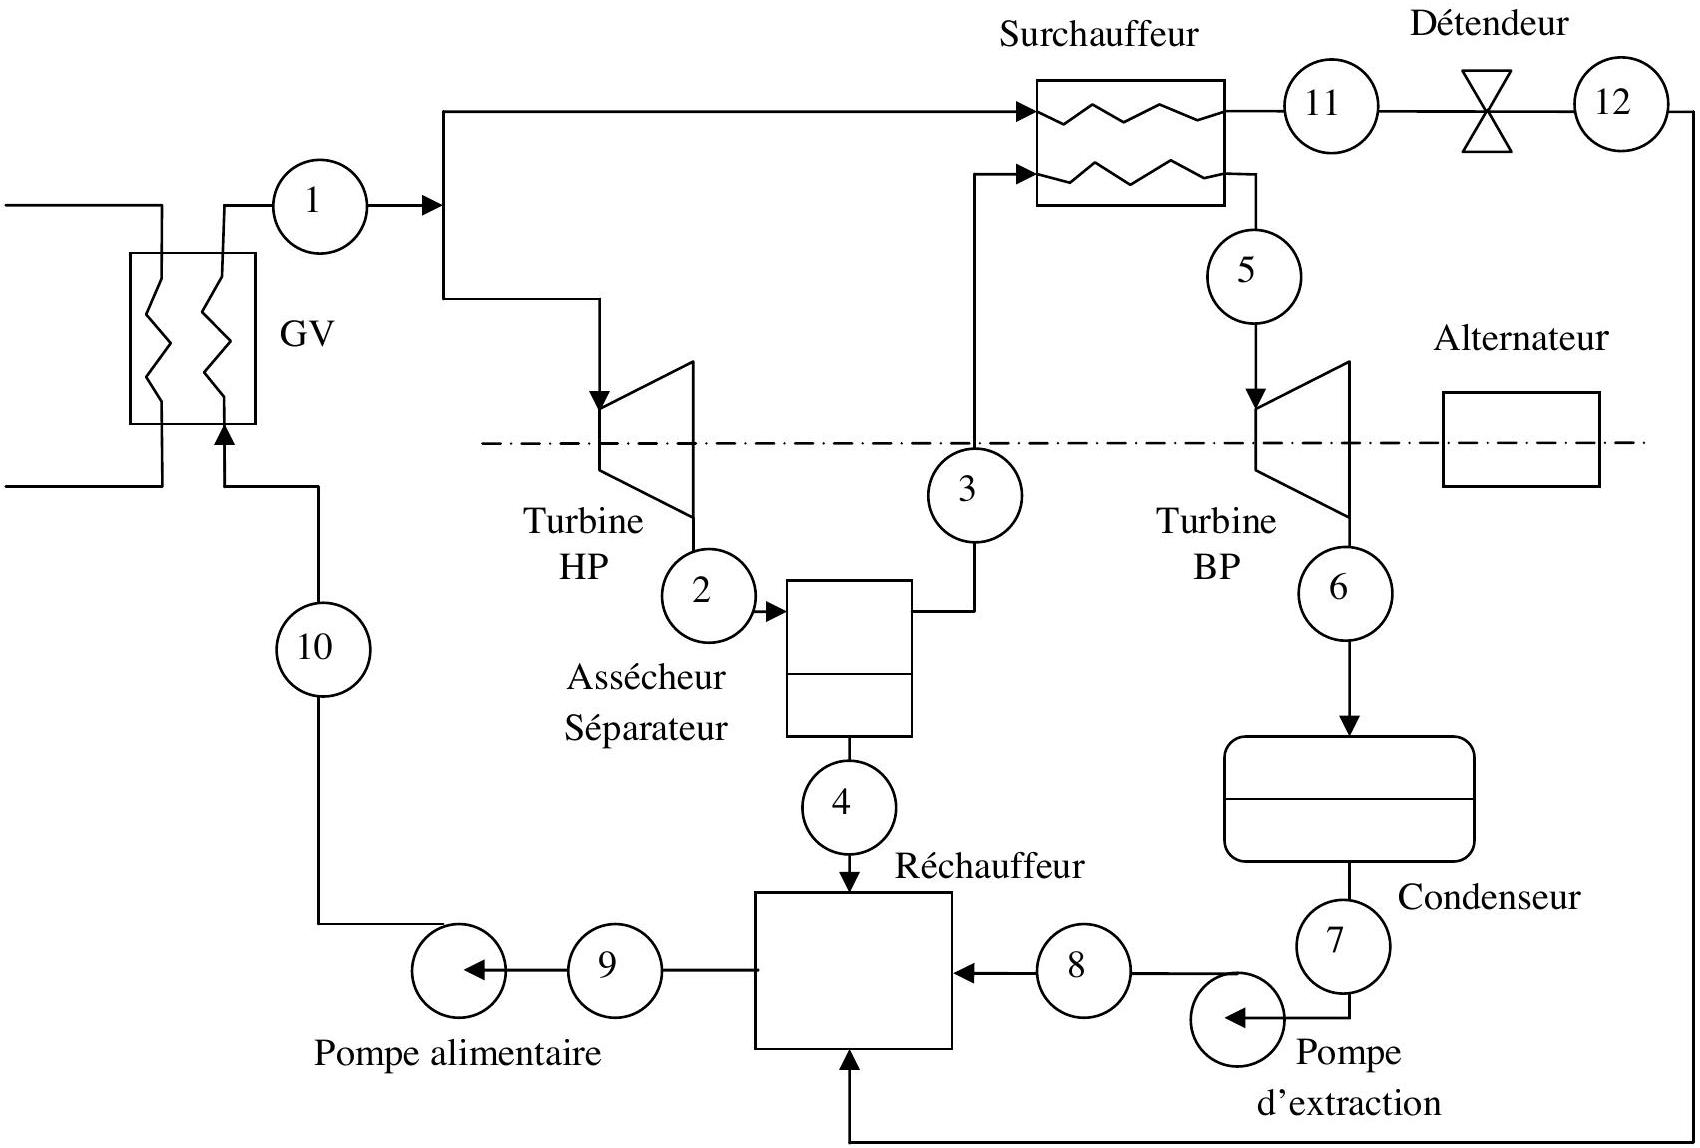 Surchauffeur
Détendeur
11
12
1
5
GV
Alternateur
3
Turbine
HP
Turbine
BP
2
6
10
Assécheur
Séparateur
4
Réchauffeur
Condenseur
7
9
8
Pompe alimentaire
Pompe
d’extraction